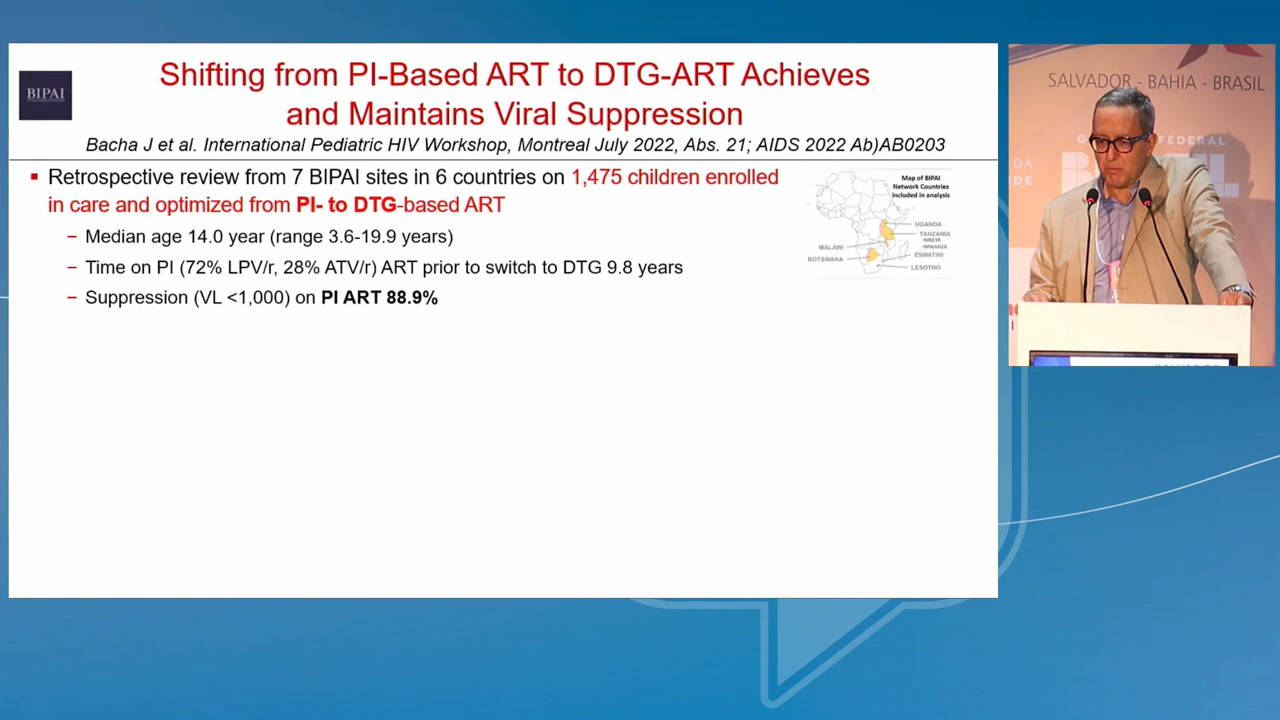 BIPAI
Shifting from PI-Based ART to DTG-ART Achieves
and Maintains Viral Suppression
Bacha J et al. International Pediatric HIV Workshop, Montreal July 2022, Abs. 21; AIDS 2022 Ab)AB0203
▪ Retrospective review from 7 BIPAI sites in 6 countries on 1,475 children enrolled
in care and optimized from PI- to DTG-based ART
– Median age 14.0 year (range 3.6-19.9 years)
– Time on PI (72% LPV/r, 28% ATV/r) ART prior to switch to DTG 9.8 years
– Suppression (VL <1,000) on PI ART 88.9%
Map of BIPAI
Network Countries
included in analysis
UGANDA
TANZANIA
•MBEYA
•MWANZA
MALAWI
ESWATINI
BOTSWANA
LESOTHO
SALVADOR - BAHIA - BRASIL